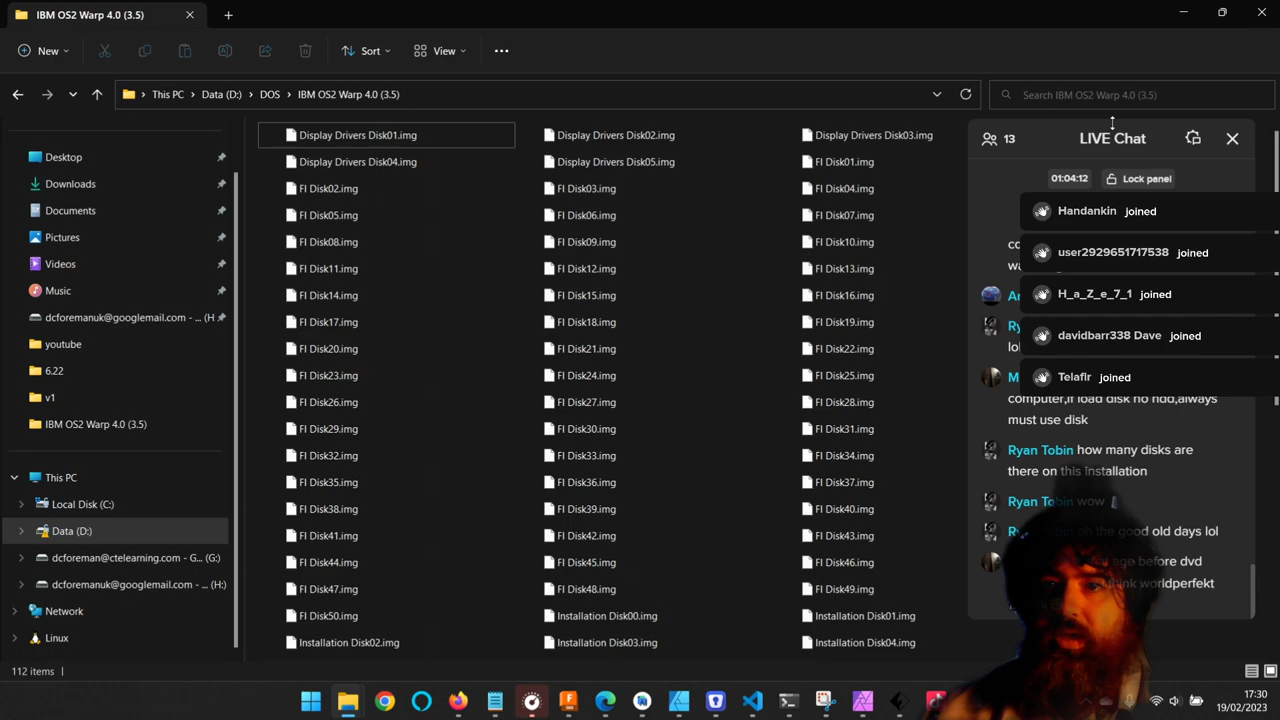 IBM OS2 Warp 4.0 (3.5)
New
Sort
View
This PC
Data (D:)
DOS
IBM OS2 Warp 4.0 (3.5)
Search IBM OS2 Warp 4.0 (3.5)
Desktop
Downloads
Documents
Pictures
Videos
Music
dcforemanuk@googlemail.com - ... (H
youtube
6.22
v1
IBM OS2 Warp 4.0 (3.5)
This PC
Local Disk (C:)
Data (D:)
dcforeman@ctelearning.com - G... (G:)
dcforemanuk@googlemail.com - ... (H:)
Network
Linux
Display Drivers Disk01.img
Display Drivers Disk02.img
Display Drivers Disk03.img
Display Drivers Disk04.img
Display Drivers Disk05.img
FI Disk01.img
FI Disk02.img
FI Disk03.img
FI Disk04.img
FI Disk05.img
FI Disk06.img
FI Disk07.img
FI Disk08.img
FI Disk09.img
FI Disk10.img
FI Disk11.img
FI Disk12.img
FI Disk13.img
FI Disk14.img
FI Disk15.img
FI Disk16.img
FI Disk17.img
FI Disk18.img
FI Disk19.img
FI Disk20.img
FI Disk21.img
FI Disk22.img
FI Disk23.img
FI Disk24.img
FI Disk25.img
FI Disk26.img
FI Disk27.img
FI Disk28.img
FI Disk29.img
FI Disk30.img
FI Disk31.img
FI Disk32.img
FI Disk33.img
FI Disk34.img
FI Disk35.img
FI Disk36.img
FI Disk37.img
FI Disk38.img
FI Disk39.img
FI Disk40.img
FI Disk41.img
FI Disk42.img
FI Disk43.img
FI Disk44.img
FI Disk45.img
FI Disk46.img
FI Disk47.img
FI Disk48.img
FI Disk49.img
FI Disk50.img
Installation Disk00.img
Installation Disk01.img
Installation Disk02.img
Installation Disk03.img
Installation Disk04.img
13
LIVE Chat
01:04:12
Lock panel
Handankin joined
user2929651717538 joined
H_a_Z_e_7_1 joined
davidbarr338 Dave joined
Telaflr joined
computer,if load disk no hdd,always
must use disk
Ryan Tobin how many disks are
there on this installation
Ryan Tobin wow
Ryan Tobin oh the good old days lol
age before dvd
think worldperfekt
112 items
17:30
19/02/2023